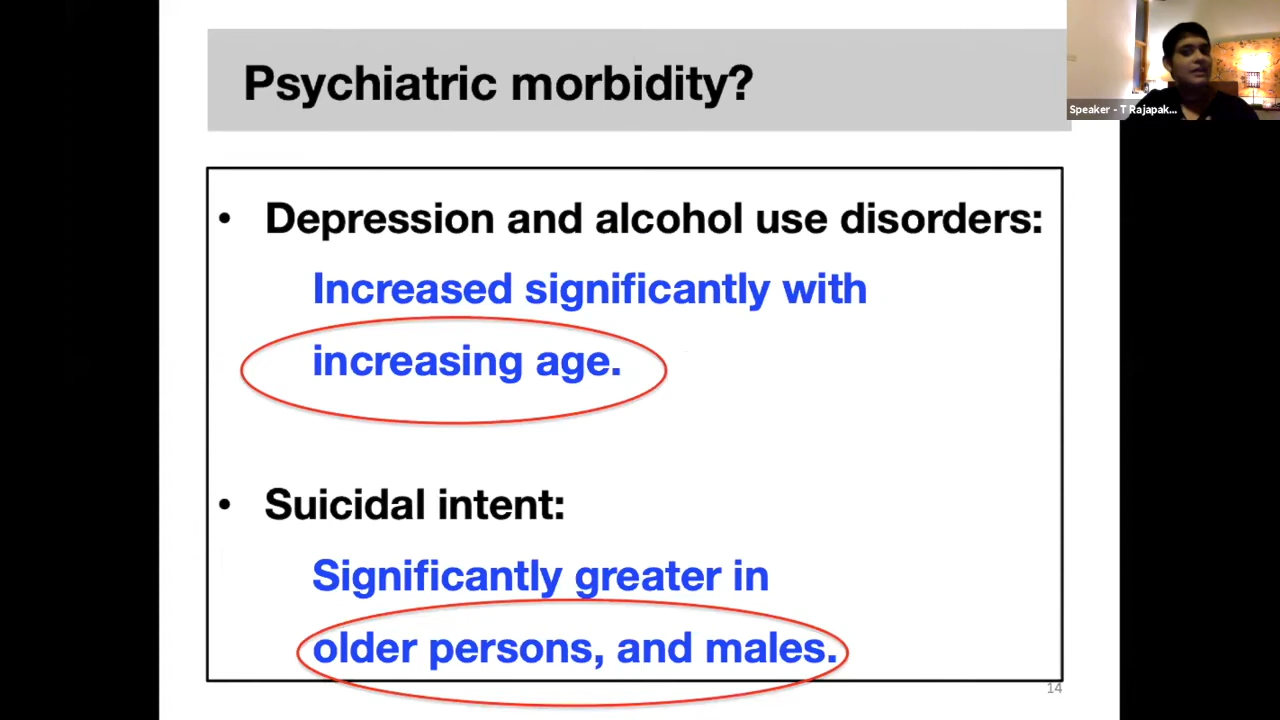 Psychiatric morbidity?
Speaker - T Rajapak...
• Depression and alcohol use disorders:
Increased significantly with
increasing age.
• Suicidal intent:
Significantly greater in
older persons, and males.
14